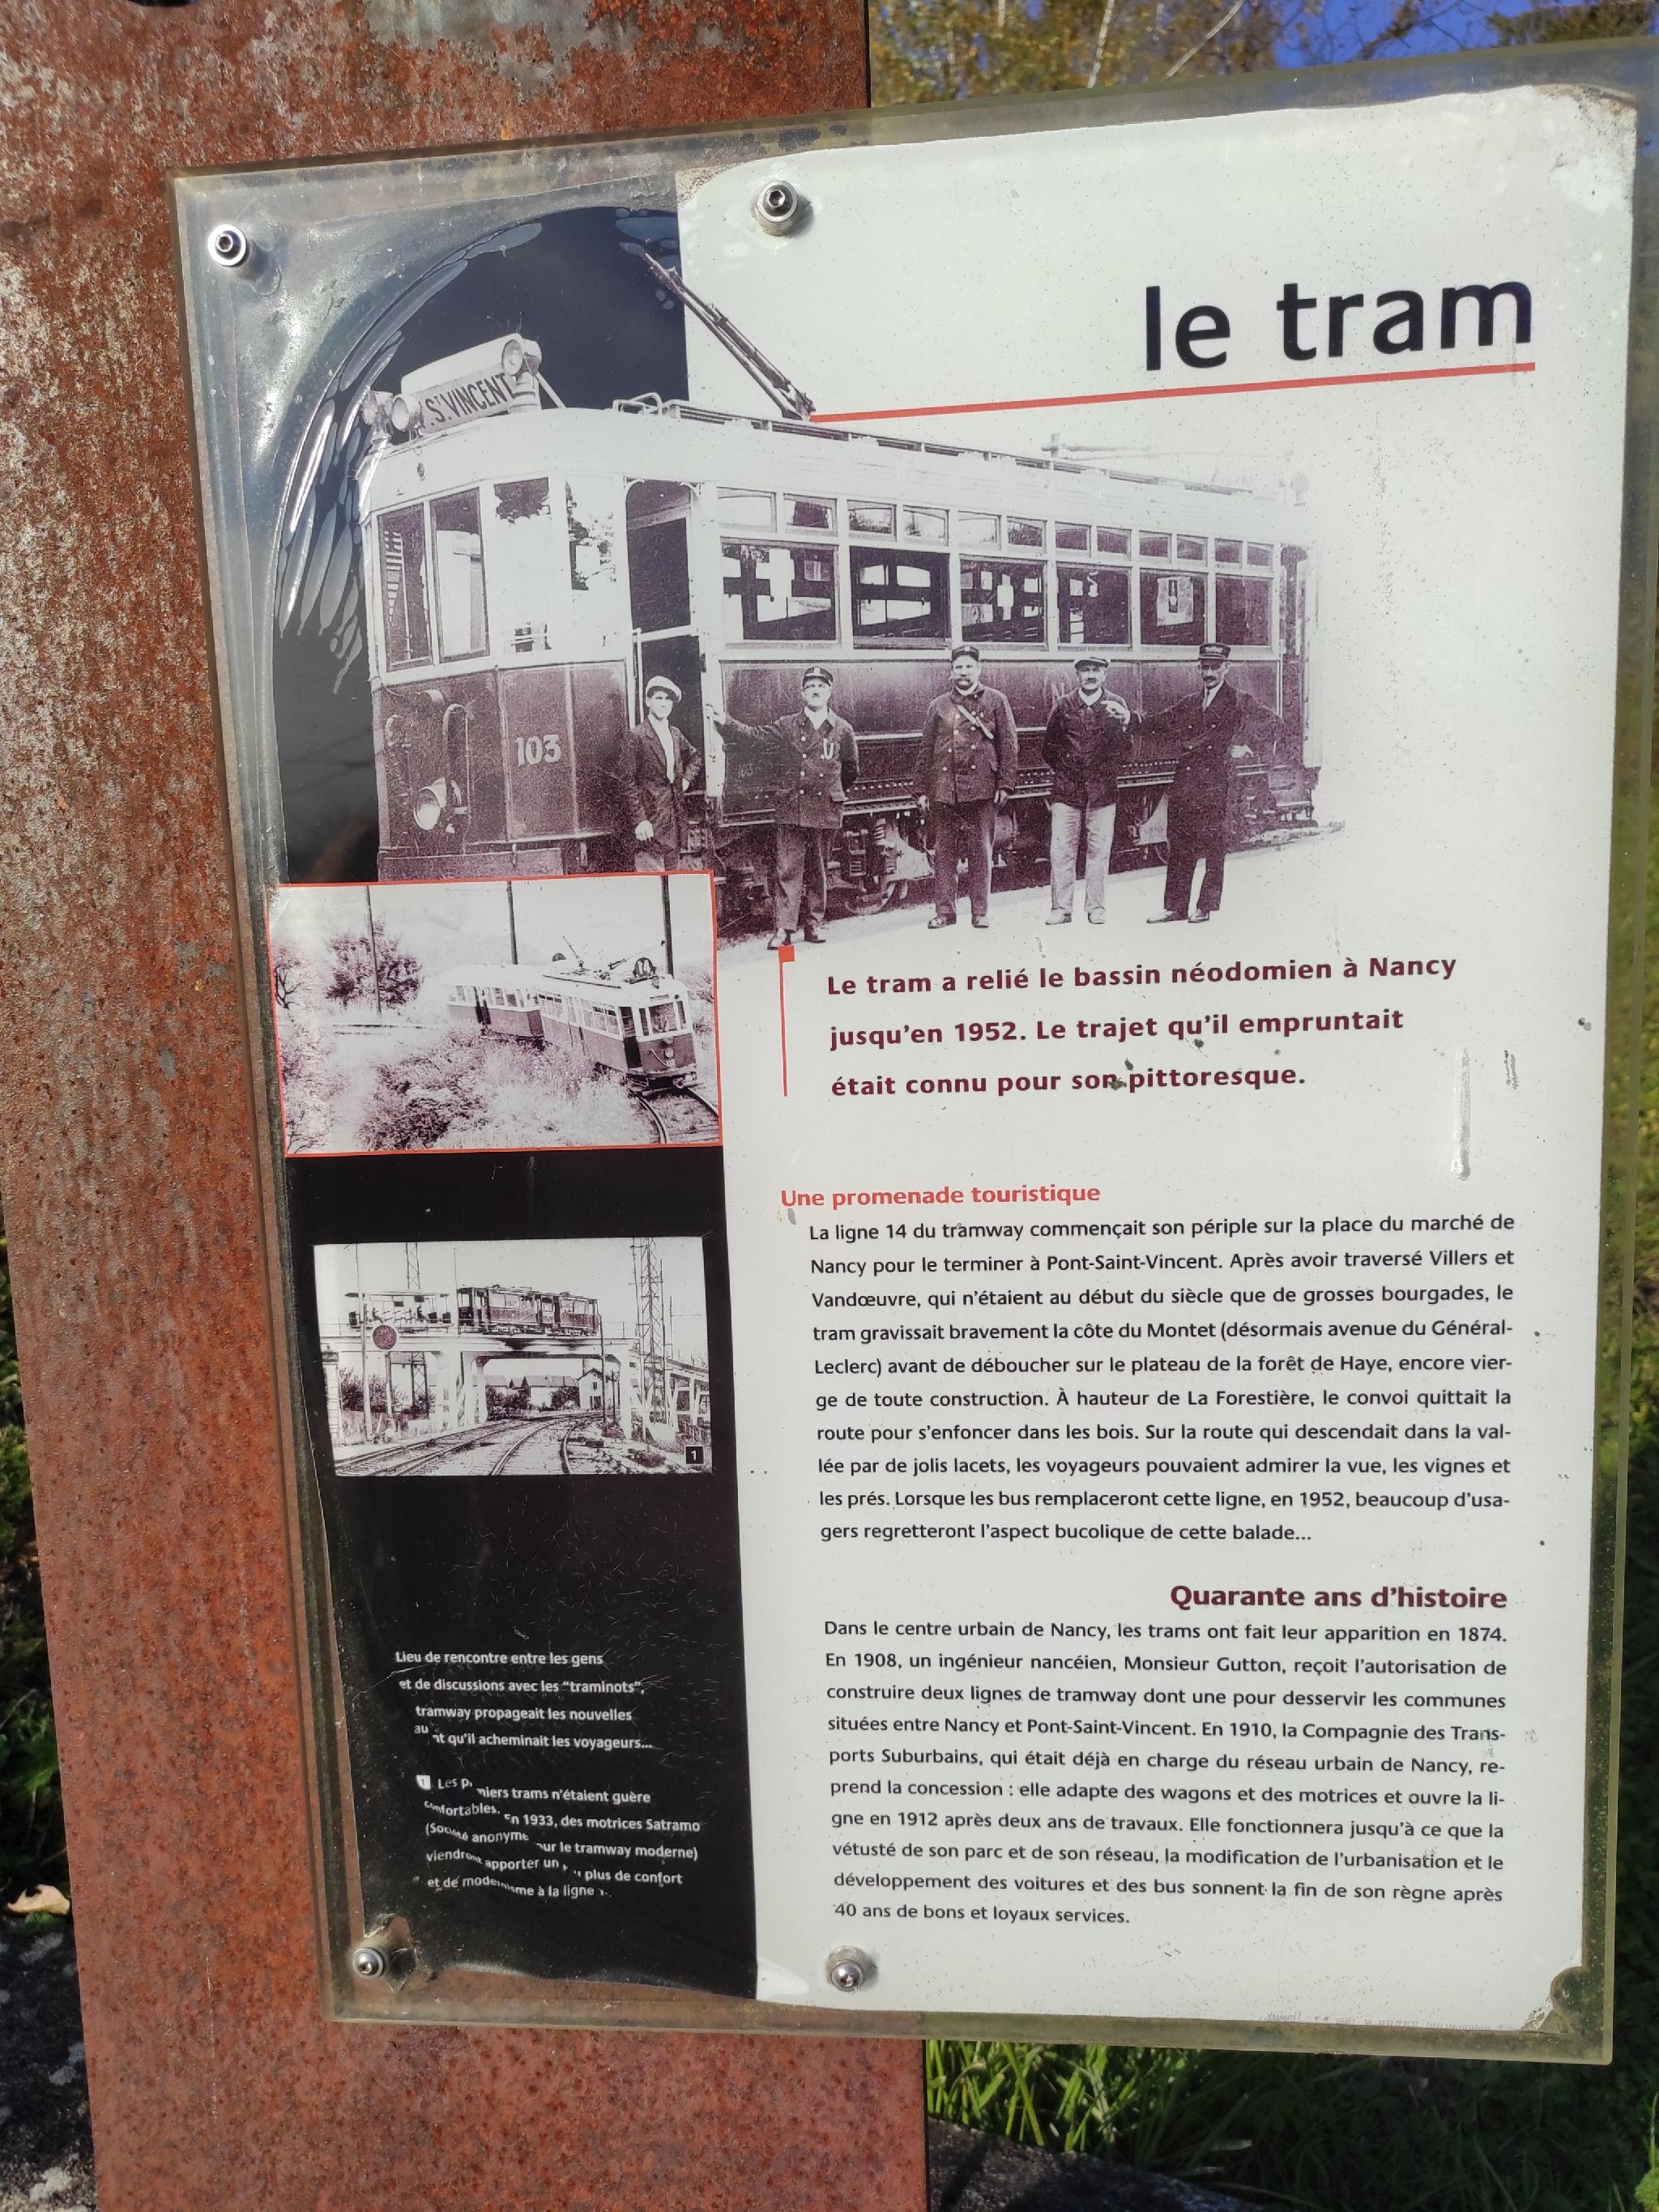 le tram
ST VINCENT
103
Le tram a relié le bassin néodomien à Nancy
jusqu'en 1952. Le trajet qu'il empruntait
était connu pour son pittoresque.
Une promenade touristique
La ligne 14 du tramway commençait son périple sur la place du marché de
Nancy pour le terminer à Pont-Saint-Vincent. Après avoir traversé Villers et
Vandœuvre, qui n'étaient au début du siècle que de grosses bourgades, le
tram gravissait bravement la côte du Montet (désormais avenue du Général-
Leclerc) avant de déboucher sur le plateau de la forêt de Haye, encore vier-
ge de toute construction. À hauteur de La Forestière, le convoi quittait la
route pour s'enfoncer dans les bois. Sur la route qui descendait dans la val-
lée par de jolis lacets, les voyageurs pouvaient admirer la vue, les vignes et
les prés. Lorsque les bus remplaceront cette ligne, en 1952, beaucoup d'usa-
gers regretteront l'aspect bucolique de cette balade...
Quarante ans d'histoire
Dans le centre urbain de Nancy, les trams ont fait leur apparition en 1874.
En 1908, un ingénieur nancéien, Monsieur Gutton, reçoit l'autorisation de
construire deux lignes de tramway dont une pour desservir les communes
situées entre Nancy et Pont-Saint-Vincent. En 1910, la Compagnie des Trans-
ports Suburbains, qui était déjà en charge du réseau urbain de Nancy, re-
prend la concession : elle adapte des wagons et des motrices et ouvre la li-
gne en 1912 après deux ans de travaux. Elle fonctionnera jusqu'à ce que la
vétusté de son parc et de son réseau, la modification de l'urbanisation et le
développement des voitures et des bus sonnent la fin de son règne après
40 ans de bons et loyaux services.
1
Lieu de rencontre entre les gens
et de discussions avec les "traminots",
tramway propageait les nouvelles
au nt qu'il acheminait les voyageurs...
1 Les premiers trams n'étaient guère
confortables. En 1933, des motrices Satramo
(Société anonyme pour le tramway moderne)
viendront apporter un plus de confort
et de modernisme à la ligne